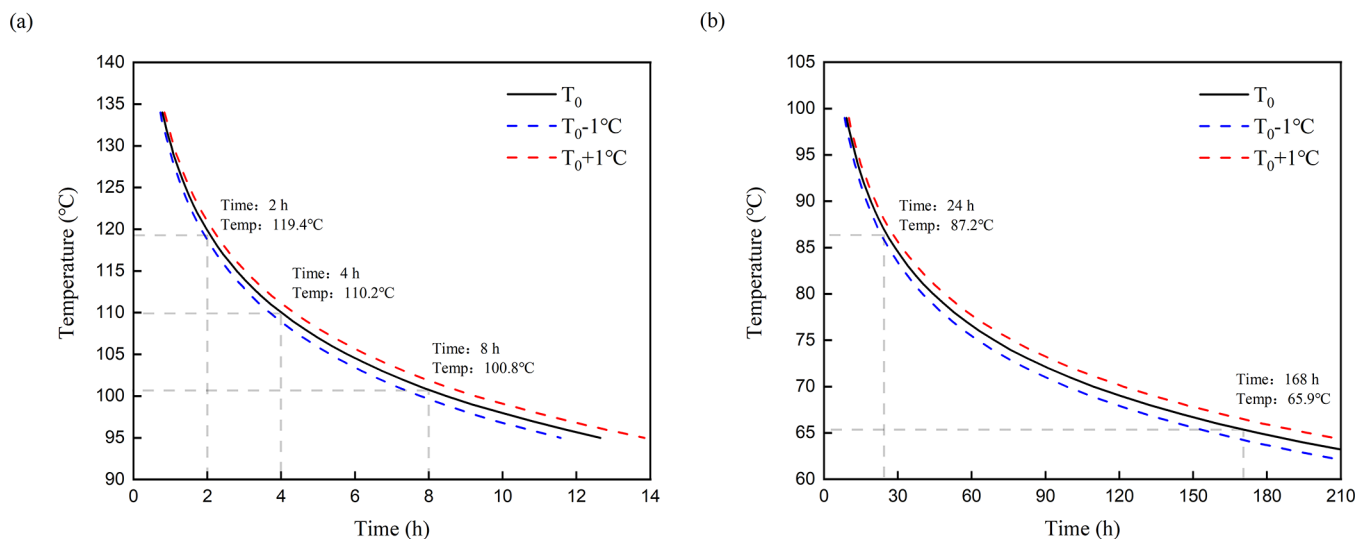 (a)
140
135
130
125
120
115
110
105
100
95
90
0
2
4
6
8
10
12
14
Temperature (℃)
Time (h)
T0
T0-1℃
T0+1℃
Time：2 h
Temp：119.4℃
Time：4 h
Temp：110.2℃
Time：8 h
Temp：100.8℃
(b)
105
100
95
90
85
80
75
70
65
60
0
30
60
90
120
150
180
210
Temperature (℃)
Time (h)
T0
T0-1℃
T0+1℃
Time：24 h
Temp：87.2℃
Time：168 h
Temp：65.9℃